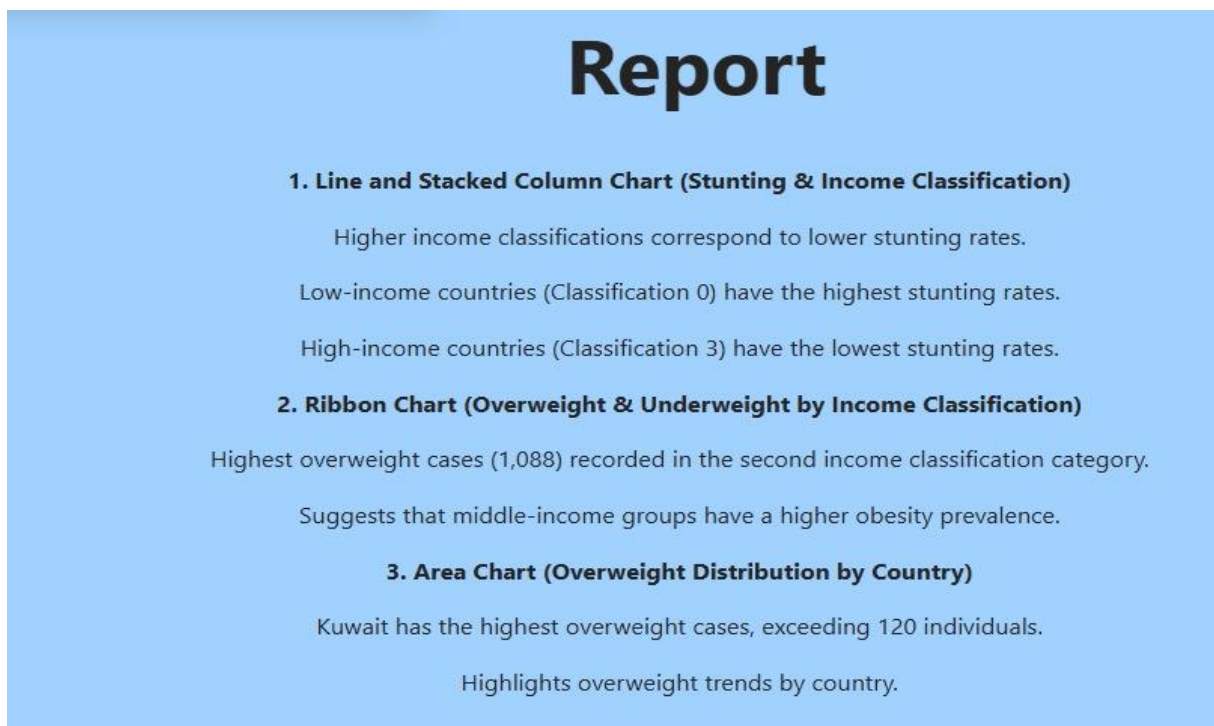 Report
1. Line and Stacked Column Chart (Stunting & Income Classification)
Higher income classifications correspond to lower stunting rates.
Low-income countries (Classification 0) have the highest stunting rates.
High-income countries (Classification 3) have the lowest stunting rates.
2. Ribbon Chart (Overweight & Underweight by Income Classification)
Highest overweight cases (1,088) recorded in the second income classification category.
Suggests that middle-income groups have a higher obesity prevalence.
3. Area Chart (Overweight Distribution by Country)
Kuwait has the highest overweight cases, exceeding 120 individuals.
Highlights overweight trends by country.